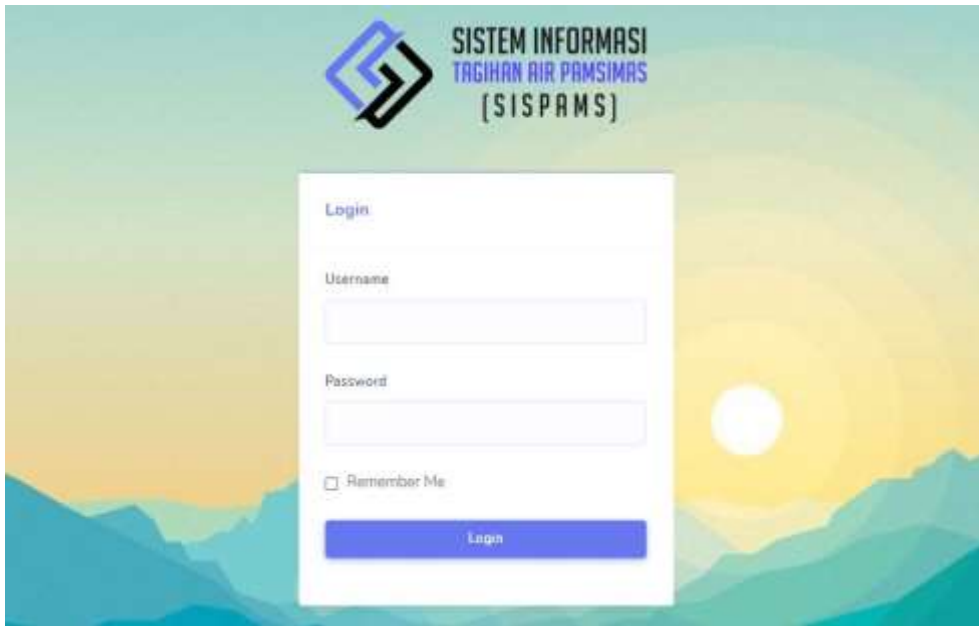 SISTEM INFORMASI
TAGIHAN AIR PAMSIMAS
(SISPAMS)
Login
Username
Password
Remember Me
Login